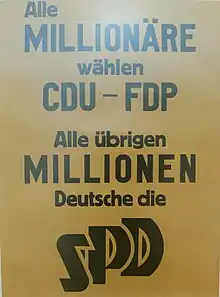 Alle
MILLIONÄRE
wählen
CDU – FDP
Alle übrigen
MILLIONEN
Deutsche die
SPD